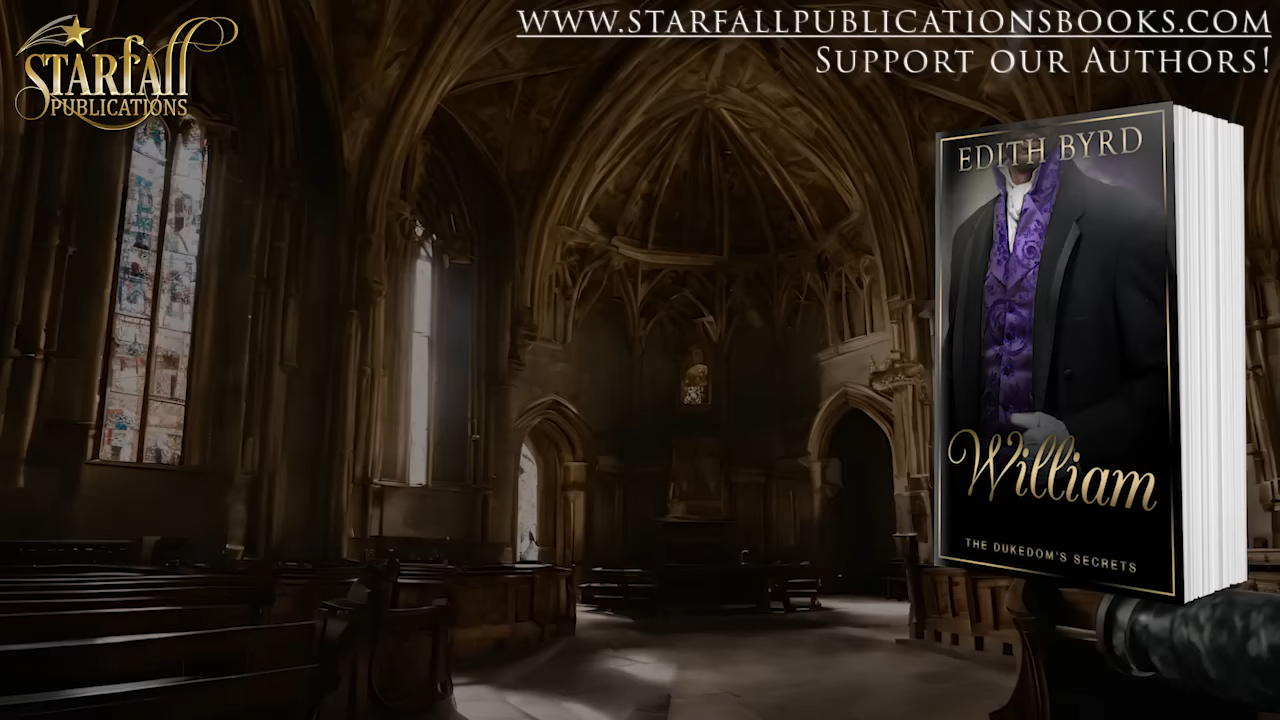 STARfall
PUBLICATIONS
WWW.STARFALLPUBLICATIONSBOOKS.COM
SUPPORT OUR AUTHORS!
EDITH BYRD
William
THE DUKEDOM'S SECRETS